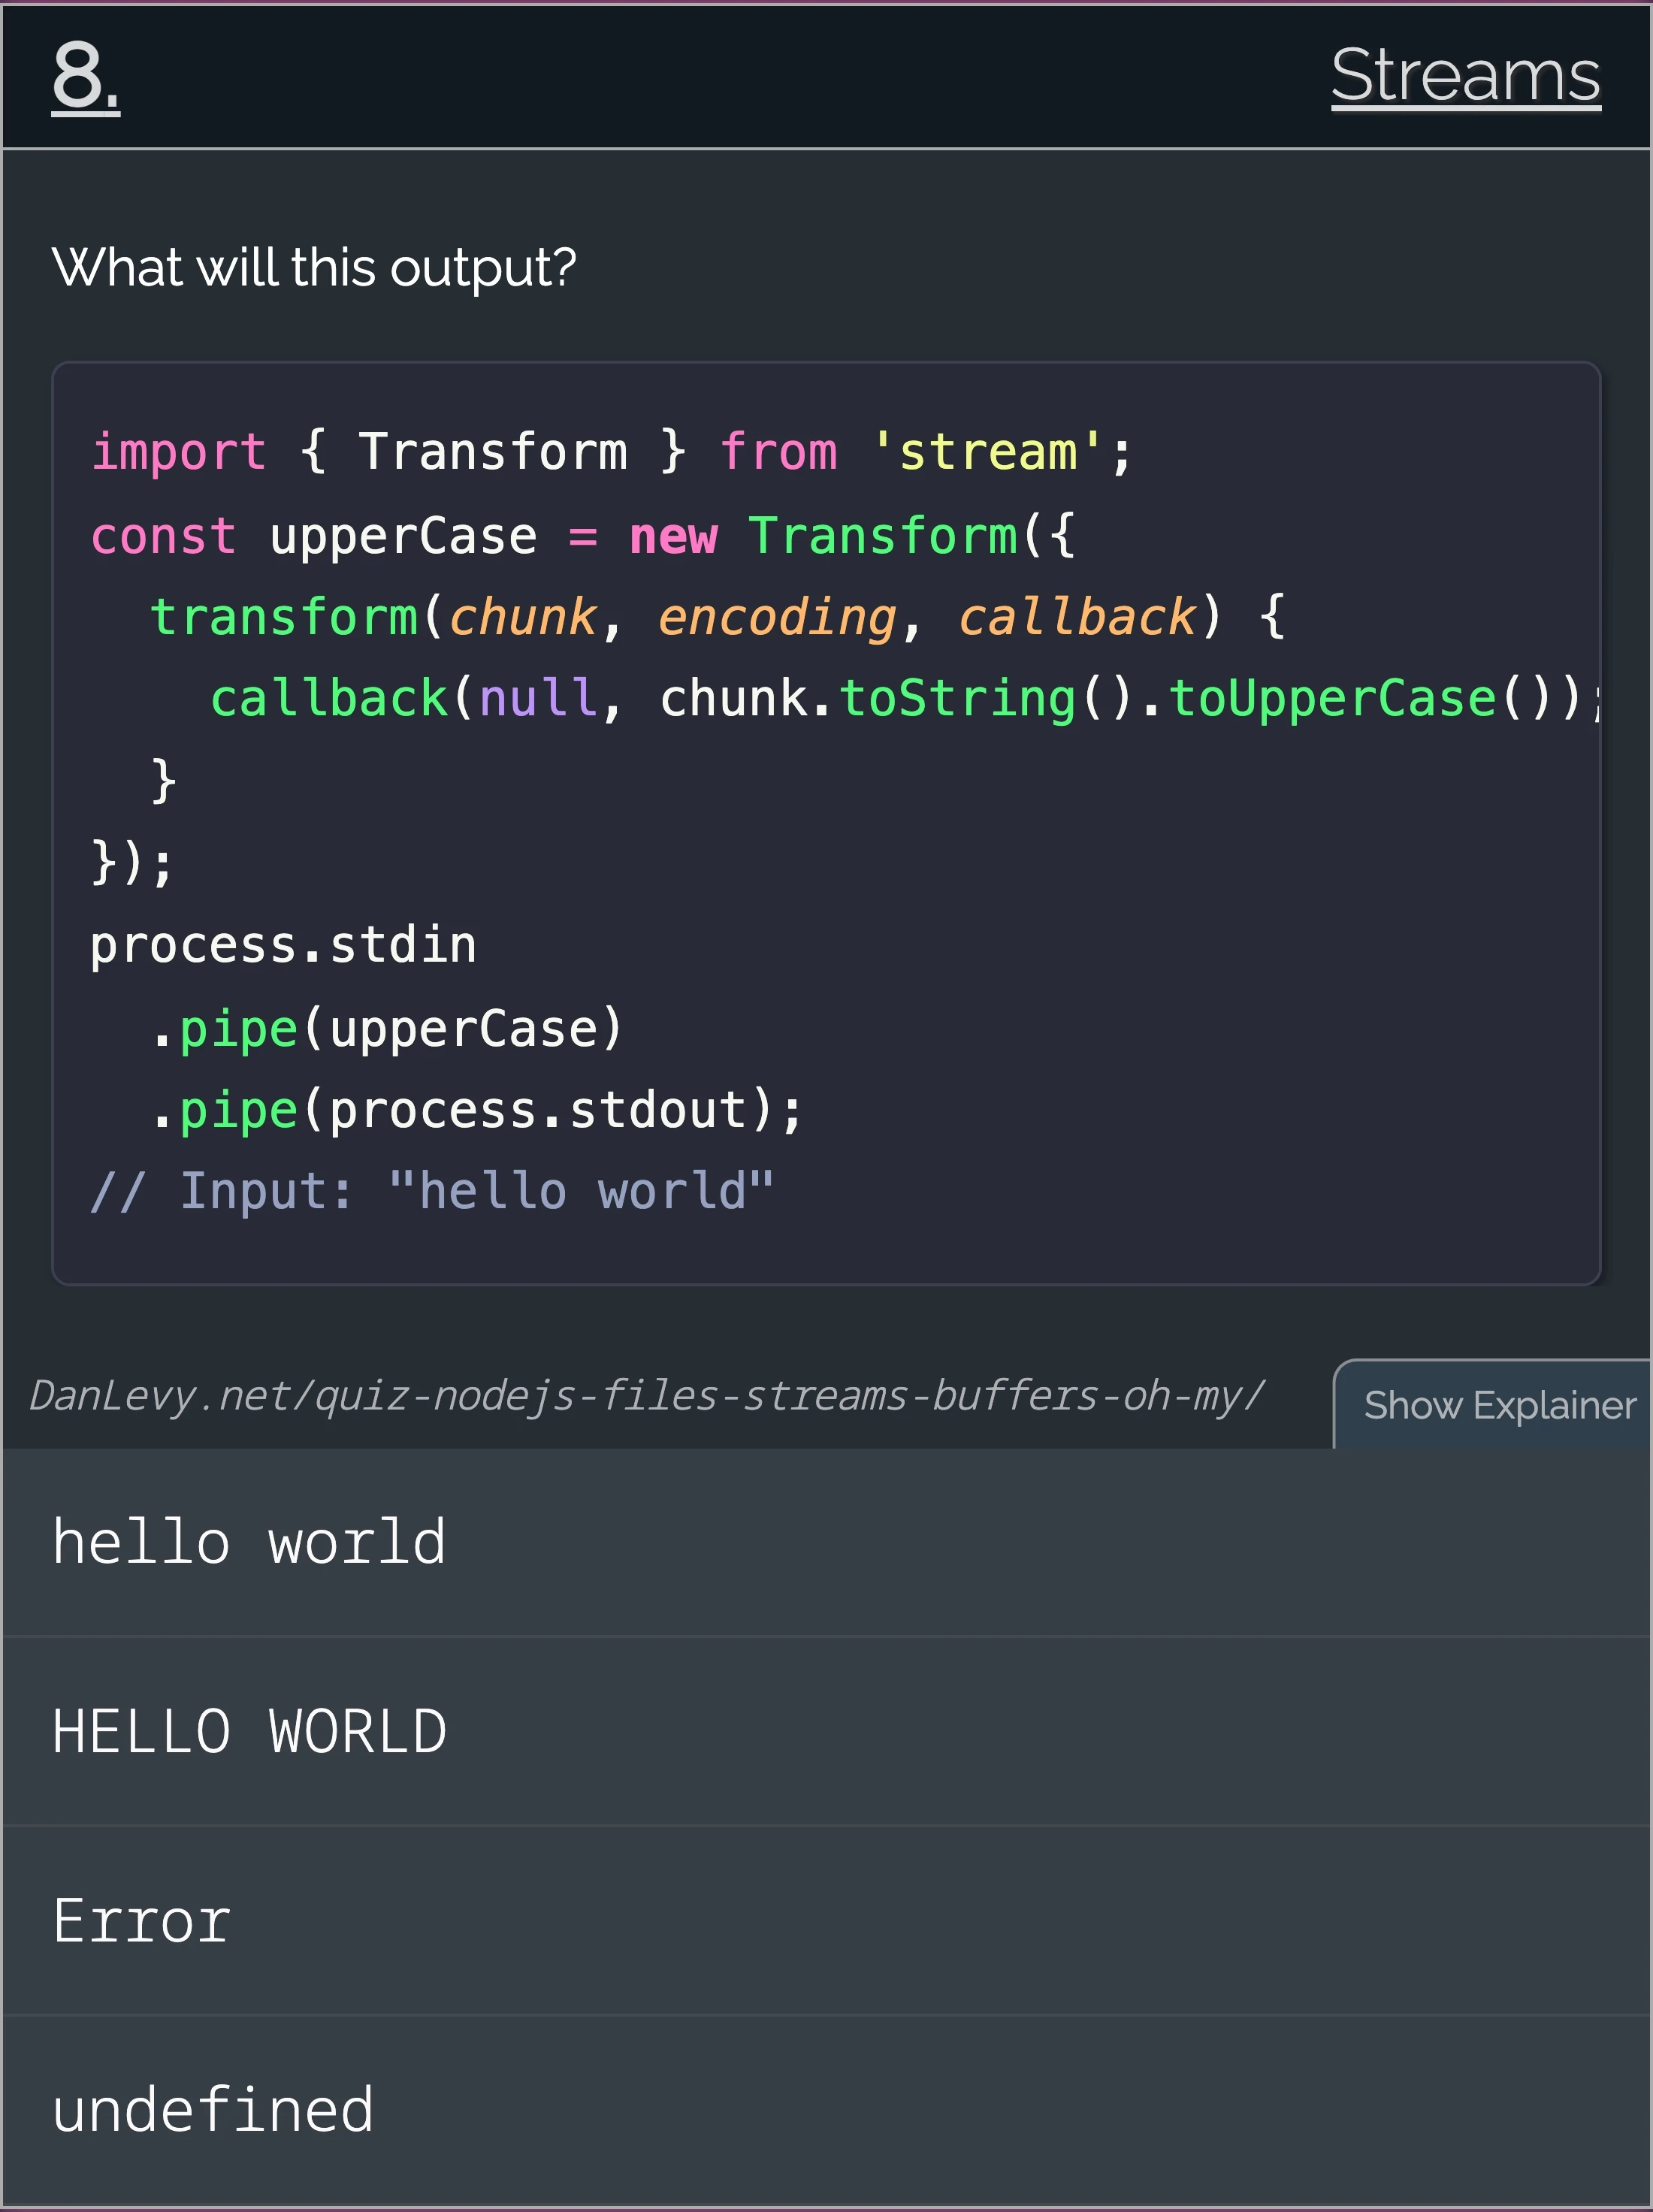 8.
Streams
What will this output?
import { Transform } from 'stream';
const upperCase = new Transform({
  transform(chunk, encoding, callback) {
    callback(null, chunk.toString().toUpperCase());
  }
});
process.stdin
  .pipe(upperCase)
  .pipe(process.stdout);
// Input: "hello world"
DanLevy.net/quiz-nodejs-files-streams-buffers-oh-my/
Show Explainer
hello world
HELLO WORLD
Error
undefined